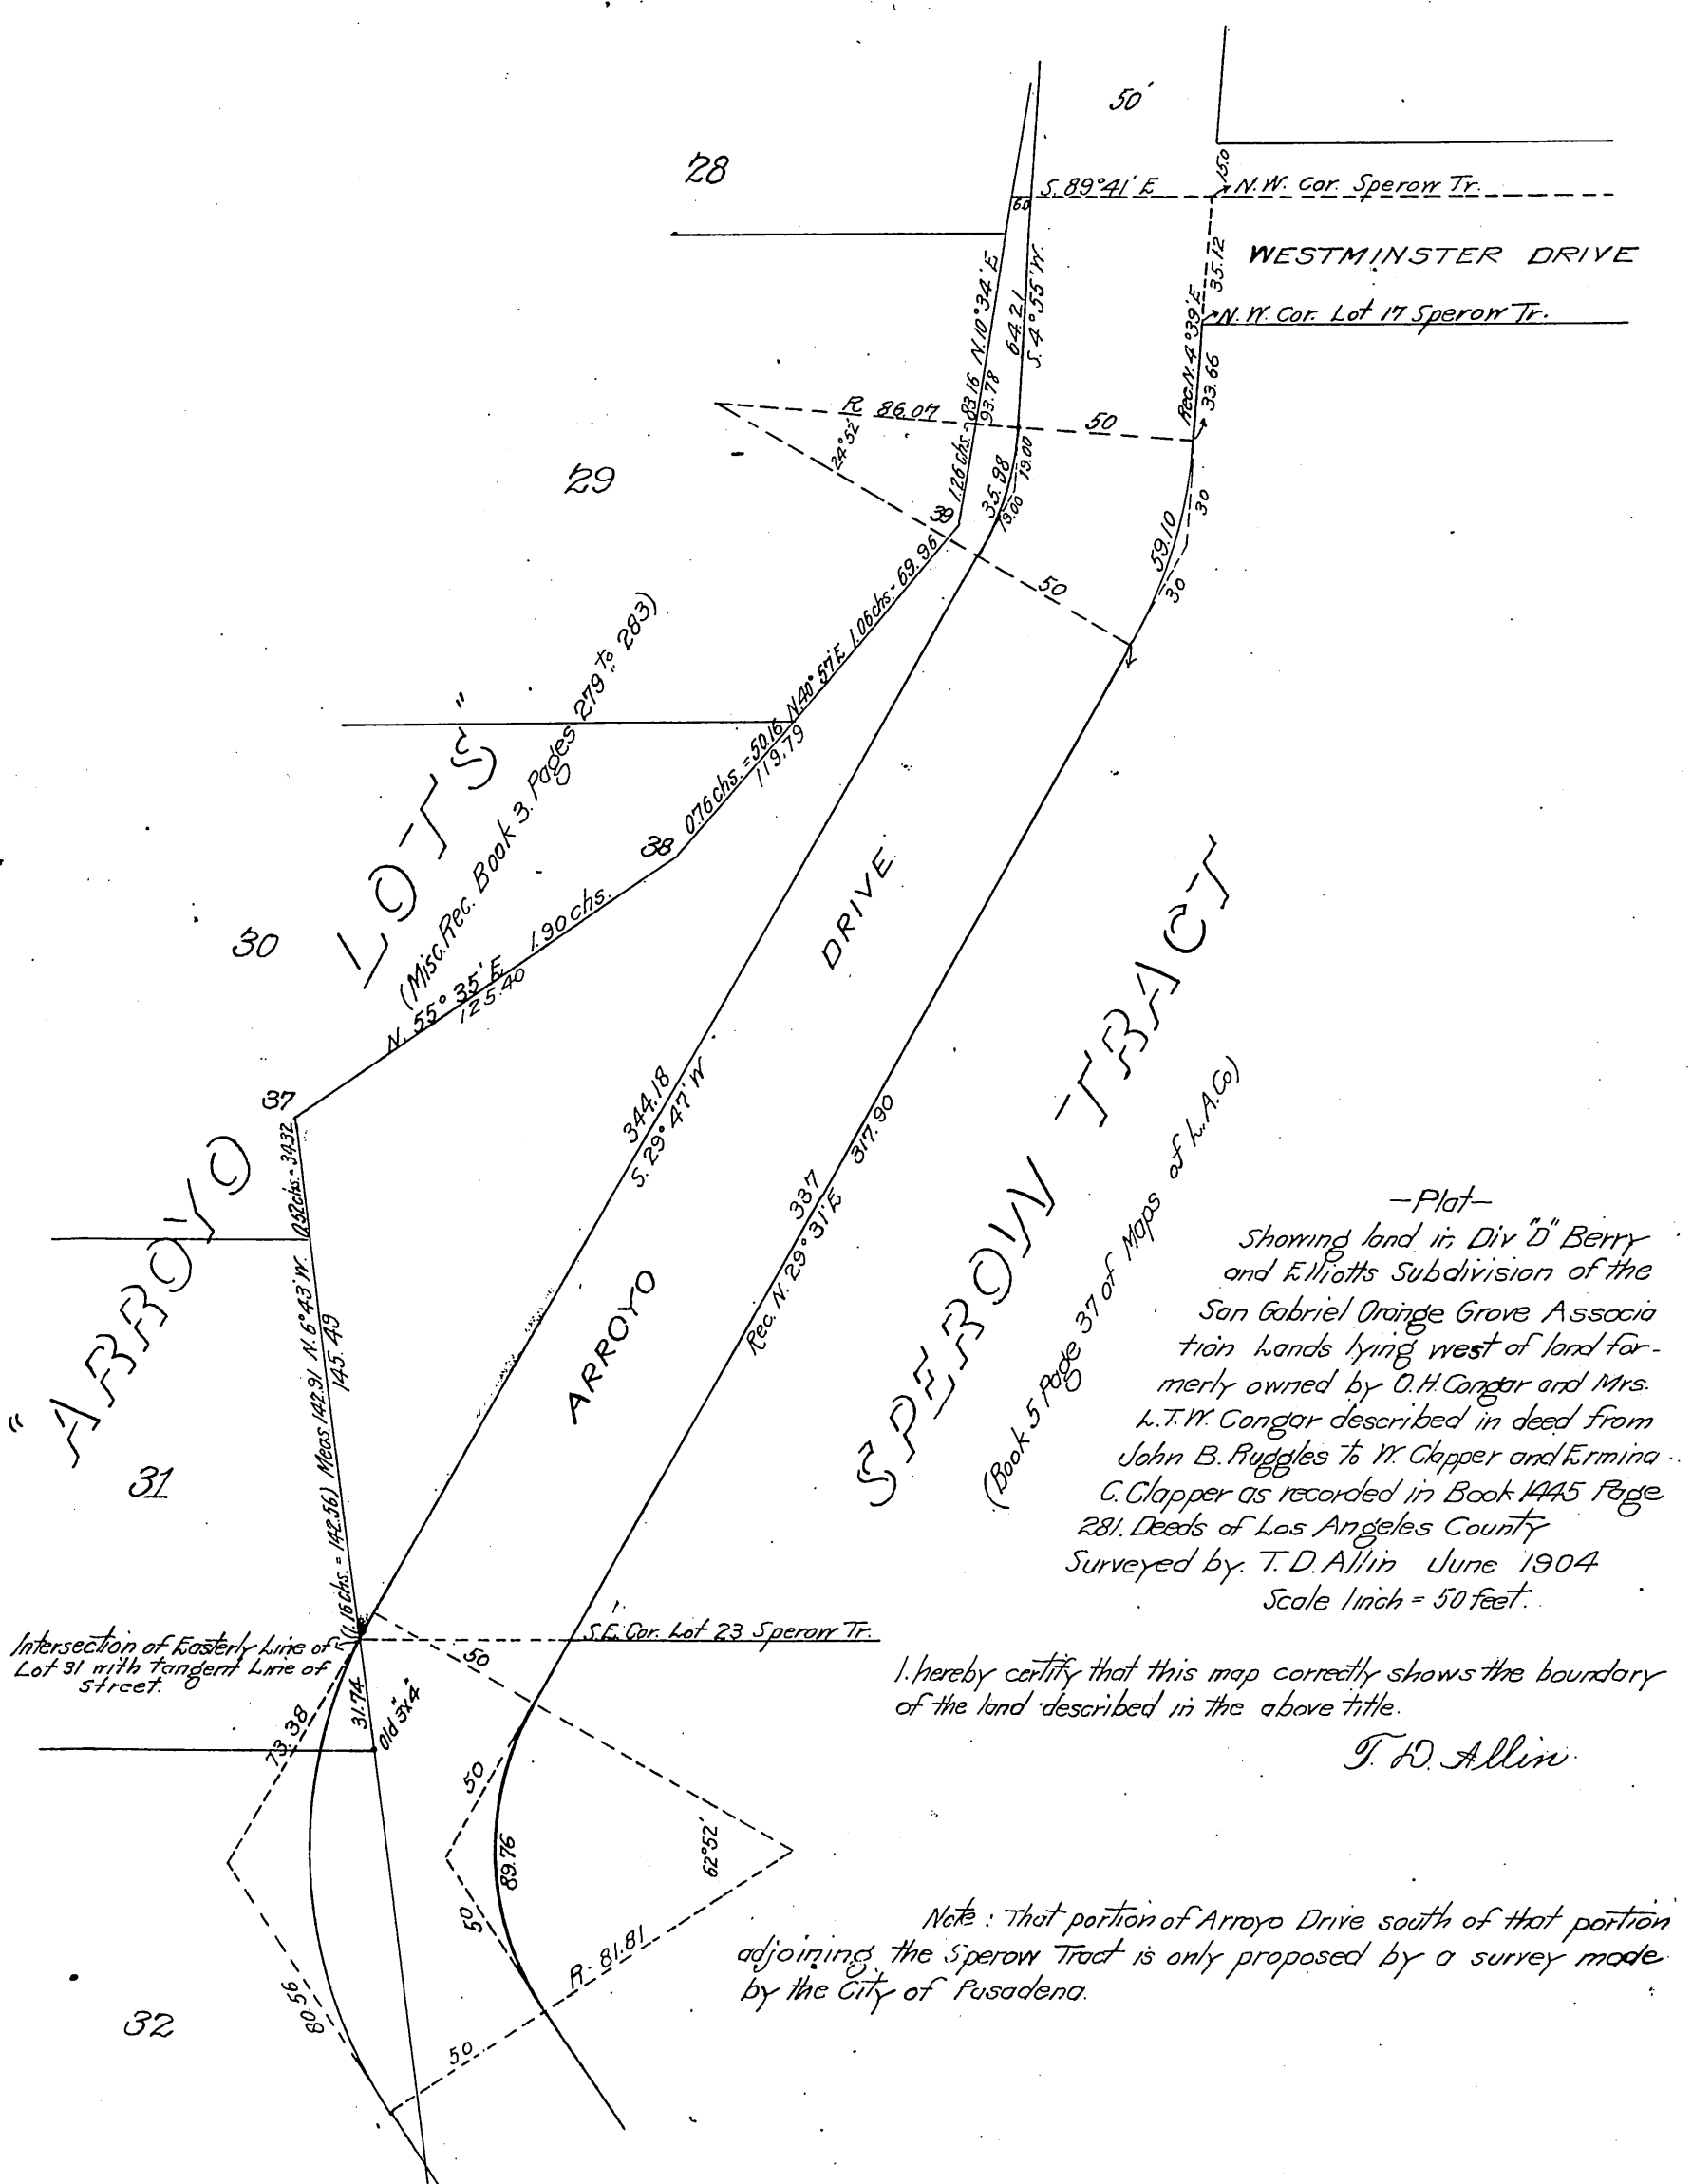 50'
28
S. 89°41' E
15.0
N.W. Cor. Sperow Tr.
60
WESTMINSTER DRIVE
35.12
N.W. Cor. Lot 17 Sperow Tr.
Rec. N. 4°39' E
33.66
N. 10°34' E
64.21
S. 4°55' W.
1.26 chs. = 83.16
93.78
R 86.07
50
24°52'
29
39
35.98
19.00
19.00
59.10
30
30
50
1.06 chs. = 69.96
N. 40° 57' E
0.76 chs. = 50.16
119.79
38
"ARROYO LOTS"
(Misc. Rec. Book 3. Pages 279 To 283)
30
N. 55° 35' E. 1.90 chs.
125.40
37
0.52 chs. = 34.32
344.18
S. 29° 47' W
ARROYO DRIVE
337
317.90
Rec. N. 29° 31' E
SPEROW TRACT
(Book 5 Page 37 of Maps of L.A.Co)
Meas. 142.91 N. 6°43' W.
145.49
31
—Plat—
Showing land in Div "D" Berry
and Elliotts Subdivision of the
San Gabriel Orange Grove Associa
tion Lands lying west of land for-
merly owned by O.H. Congar and Mrs.
L.T.W. Congar described in deed from
John B. Ruggles To W. Clapper and Ermina
C. Clapper as recorded in Book 1445 Page
281. Deeds of Los Angeles County
Surveyed by. T. D. Allin June 1904
Scale 1 inch = 50 feet.
S.E. Cor. Lot 23 Sperow Tr.
Intersection of Easterly Line of
Lot 31 with Tangent Line of
street.
50
31.74
Old 3"x4"
73.38
I. hereby certify that this map correctly shows the boundary
of the land described in the above title.
T. D. Allin.
50
89.76
50
62°52'
R. 81.81
80.56
50
32
Note: That portion of Arroyo Drive south of that portion
adjoining the Sperow Tract is only proposed by a survey made
by the City of Pasadena.